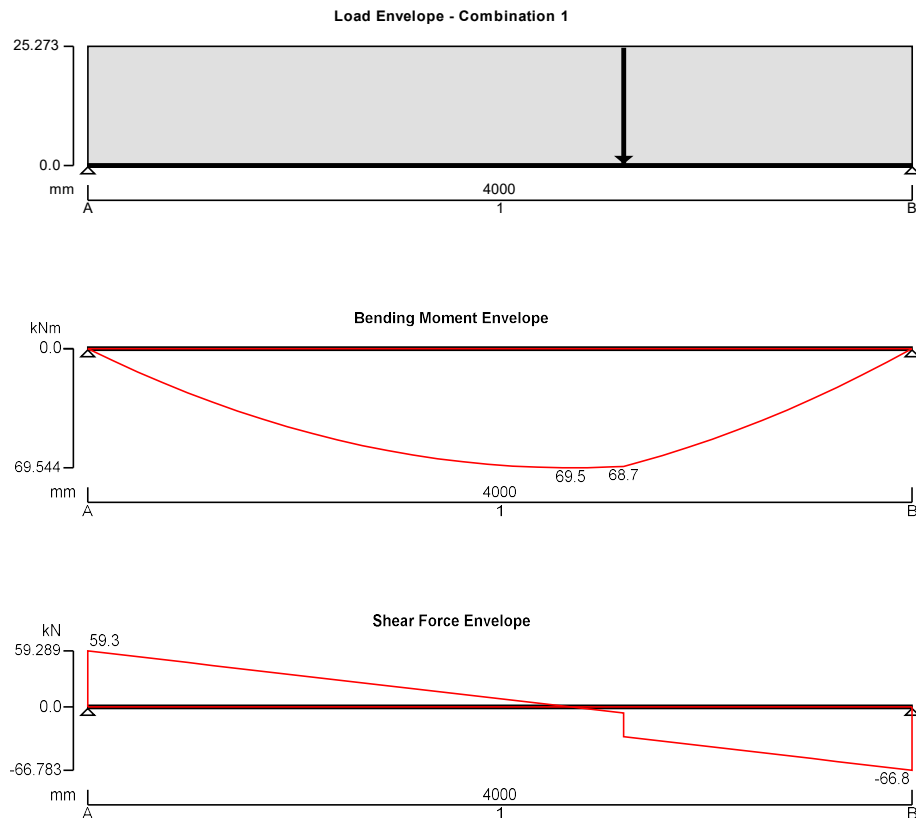 Load Envelope - Combination 1
25.273
0.0
mm
4000
A
1
B
Bending Moment Envelope
kNm
0.0
69.544
69.5
68.7
mm
4000
A
1
B
Shear Force Envelope
kN
59.3
59.289
0.0
-66.783
-66.8
mm
4000
A
1
B